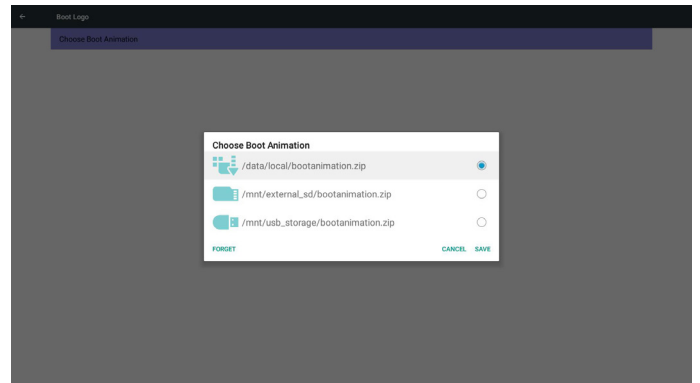 Boot Logo
Choose Boot Animation
Choose Boot Animation
/data/local/bootanimation.zip
/mnt/external_sd/bootanimation.zip
/mnt/usb_storage/bootanimation.zip
FORGET CANCEL SAVE